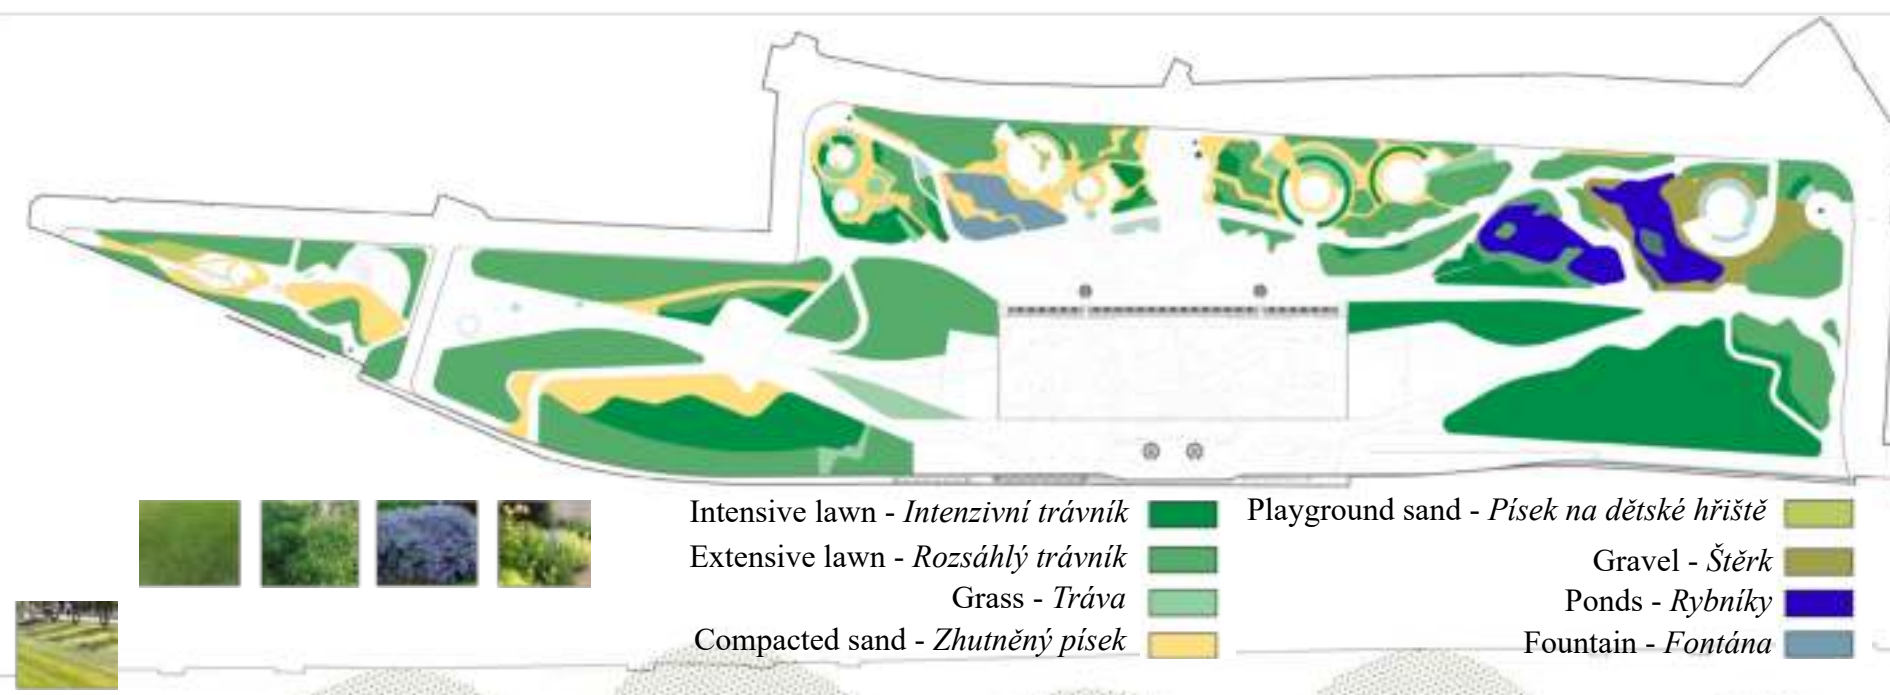 Intensive lawn - Intenzivní trávník
Extensive lawn - Rozsáhlý trávník
Grass - Tráva
Compacted sand - Zhutněný písek
Playground sand - Písek na dětské hřiště
Gravel - Štěrk
Ponds - Rybníky
Fountain - Fontána